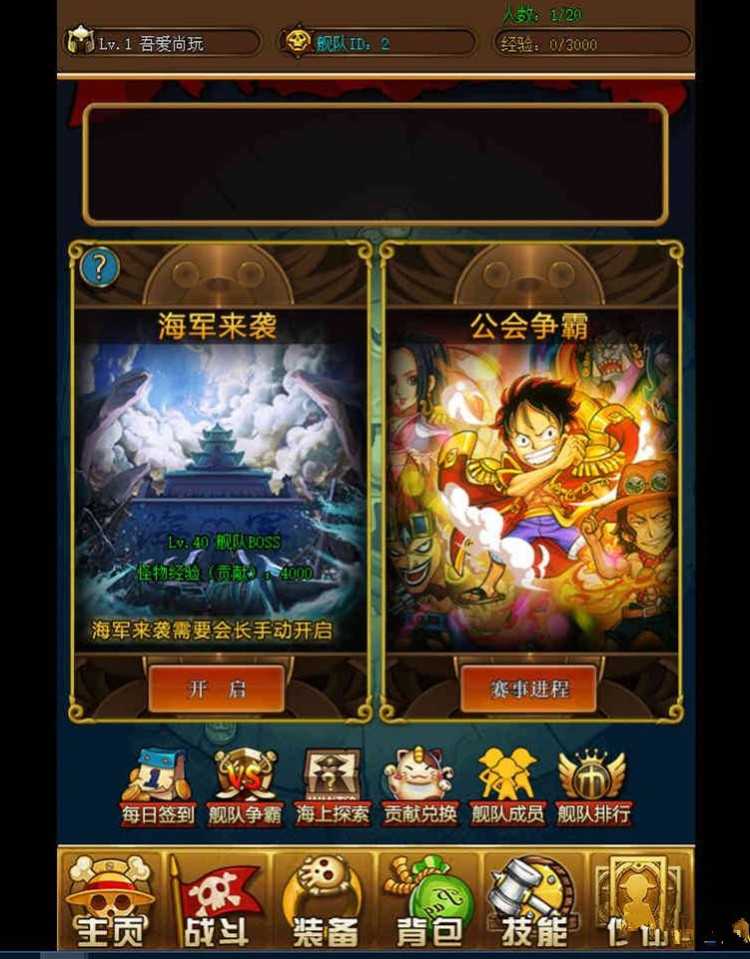 人数：1/20
Lv.1 吾爱尚玩
舰队ID：2
经验：0/3000
?
海军来袭
公会争霸
Lv.40 舰队BOSS
怪物经验（贡献）：4000
海军来袭需要会长手动开启
开 启
赛事进程
VS
每日签到
舰队争霸
海上探索
贡献兑换
舰队成员
舰队排行
主页
战斗
装备
背包
技能